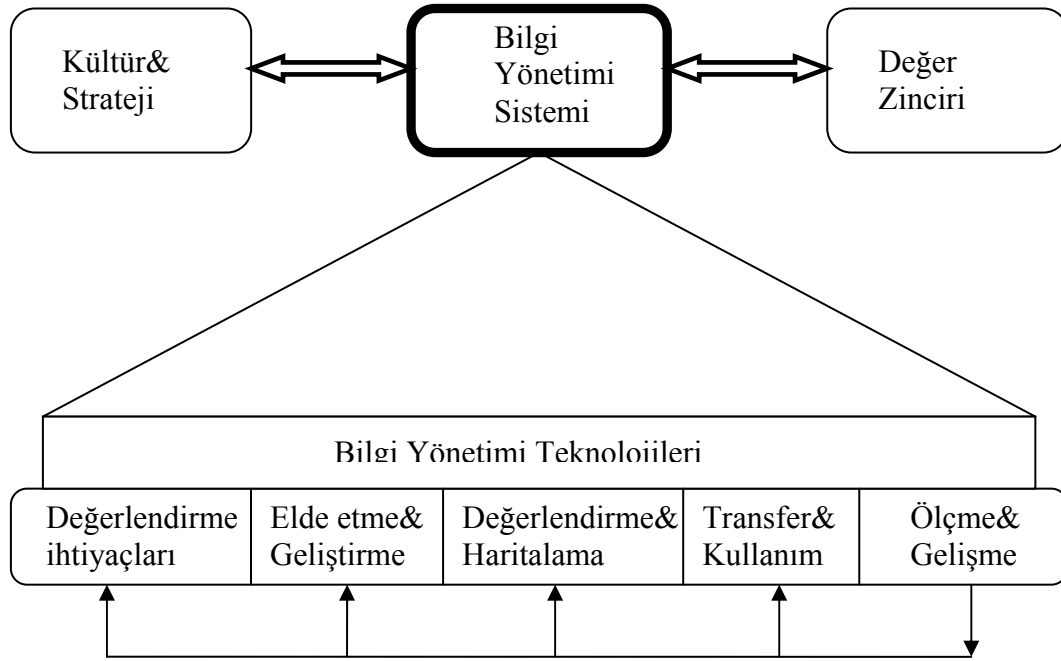 Kültür&
Strateji
Bilgi
Yönetimi
Sistemi
Değer
Zinciri
Bilgi Yönetimi Teknolojileri
Değerlendirme
ihtiyaçları
Elde etme&
Geliştirme
Değerlendirme&
Haritalama
Transfer&
Kullanım
Ölçme&
Gelişme